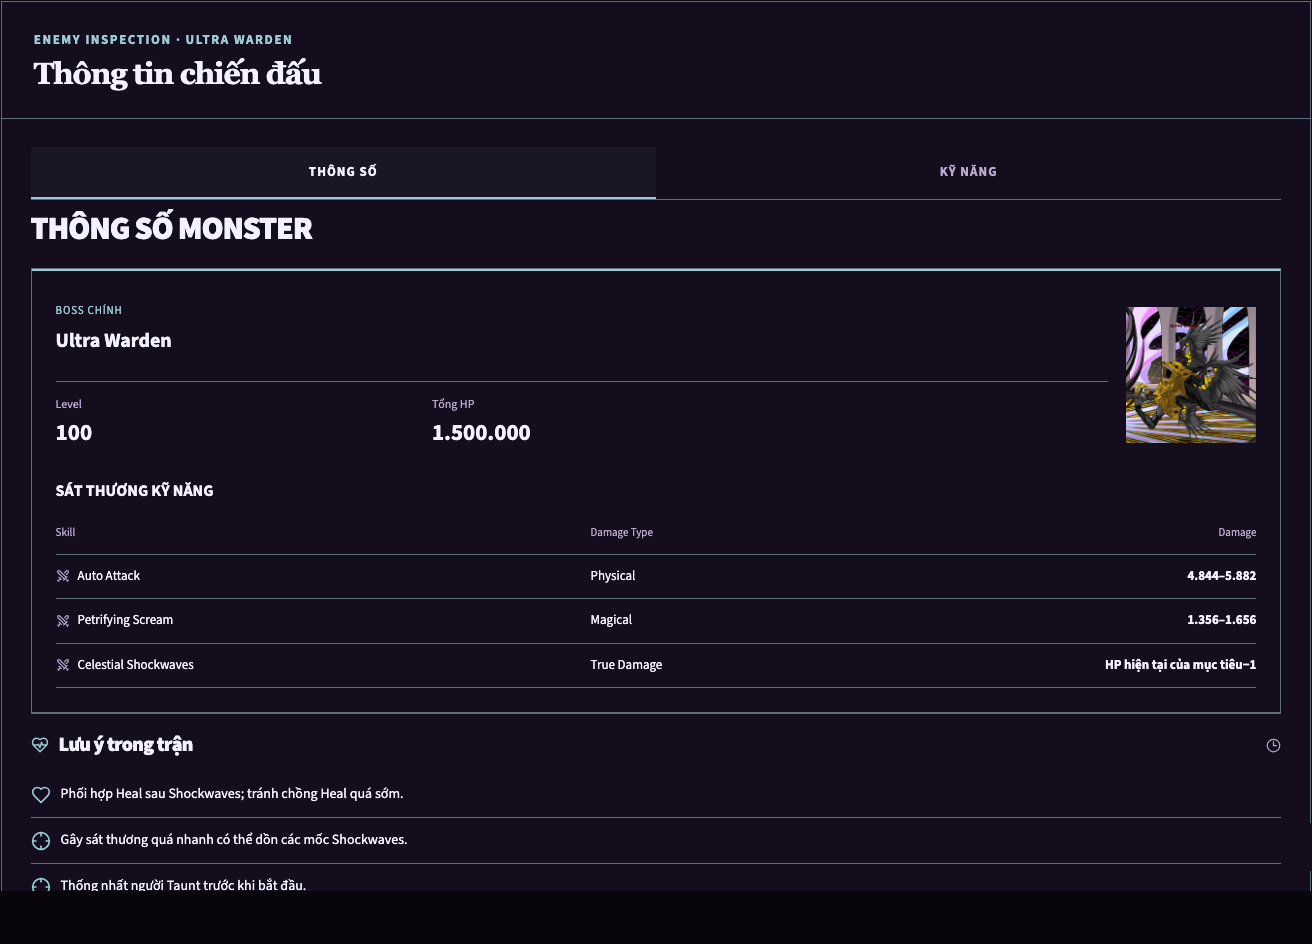 ENEMY INSPECTION · ULTRA WARDEN
Thông tin chiến đấu
THÔNG SỐ
KỸ NĂNG
THÔNG SỐ MONSTER
BOSS CHÍNH
Ultra Warden
Level
Tổng HP
100
1.500.000
SÁT THƯƠNG KỸ NĂNG
Skill Damage Type Damage
Auto Attack Physical 4.844–5.882
Petrifying Scream Magical 1.356–1.656
Celestial Shockwaves True Damage HP hiện tại của mục tiêu−1
Lưu ý trong trận
Phối hợp Heal sau Shockwaves; tránh chồng Heal quá sớm.
Gây sát thương quá nhanh có thể dồn các mốc Shockwaves.
Thống nhất người Taunt trước khi bắt đầu.